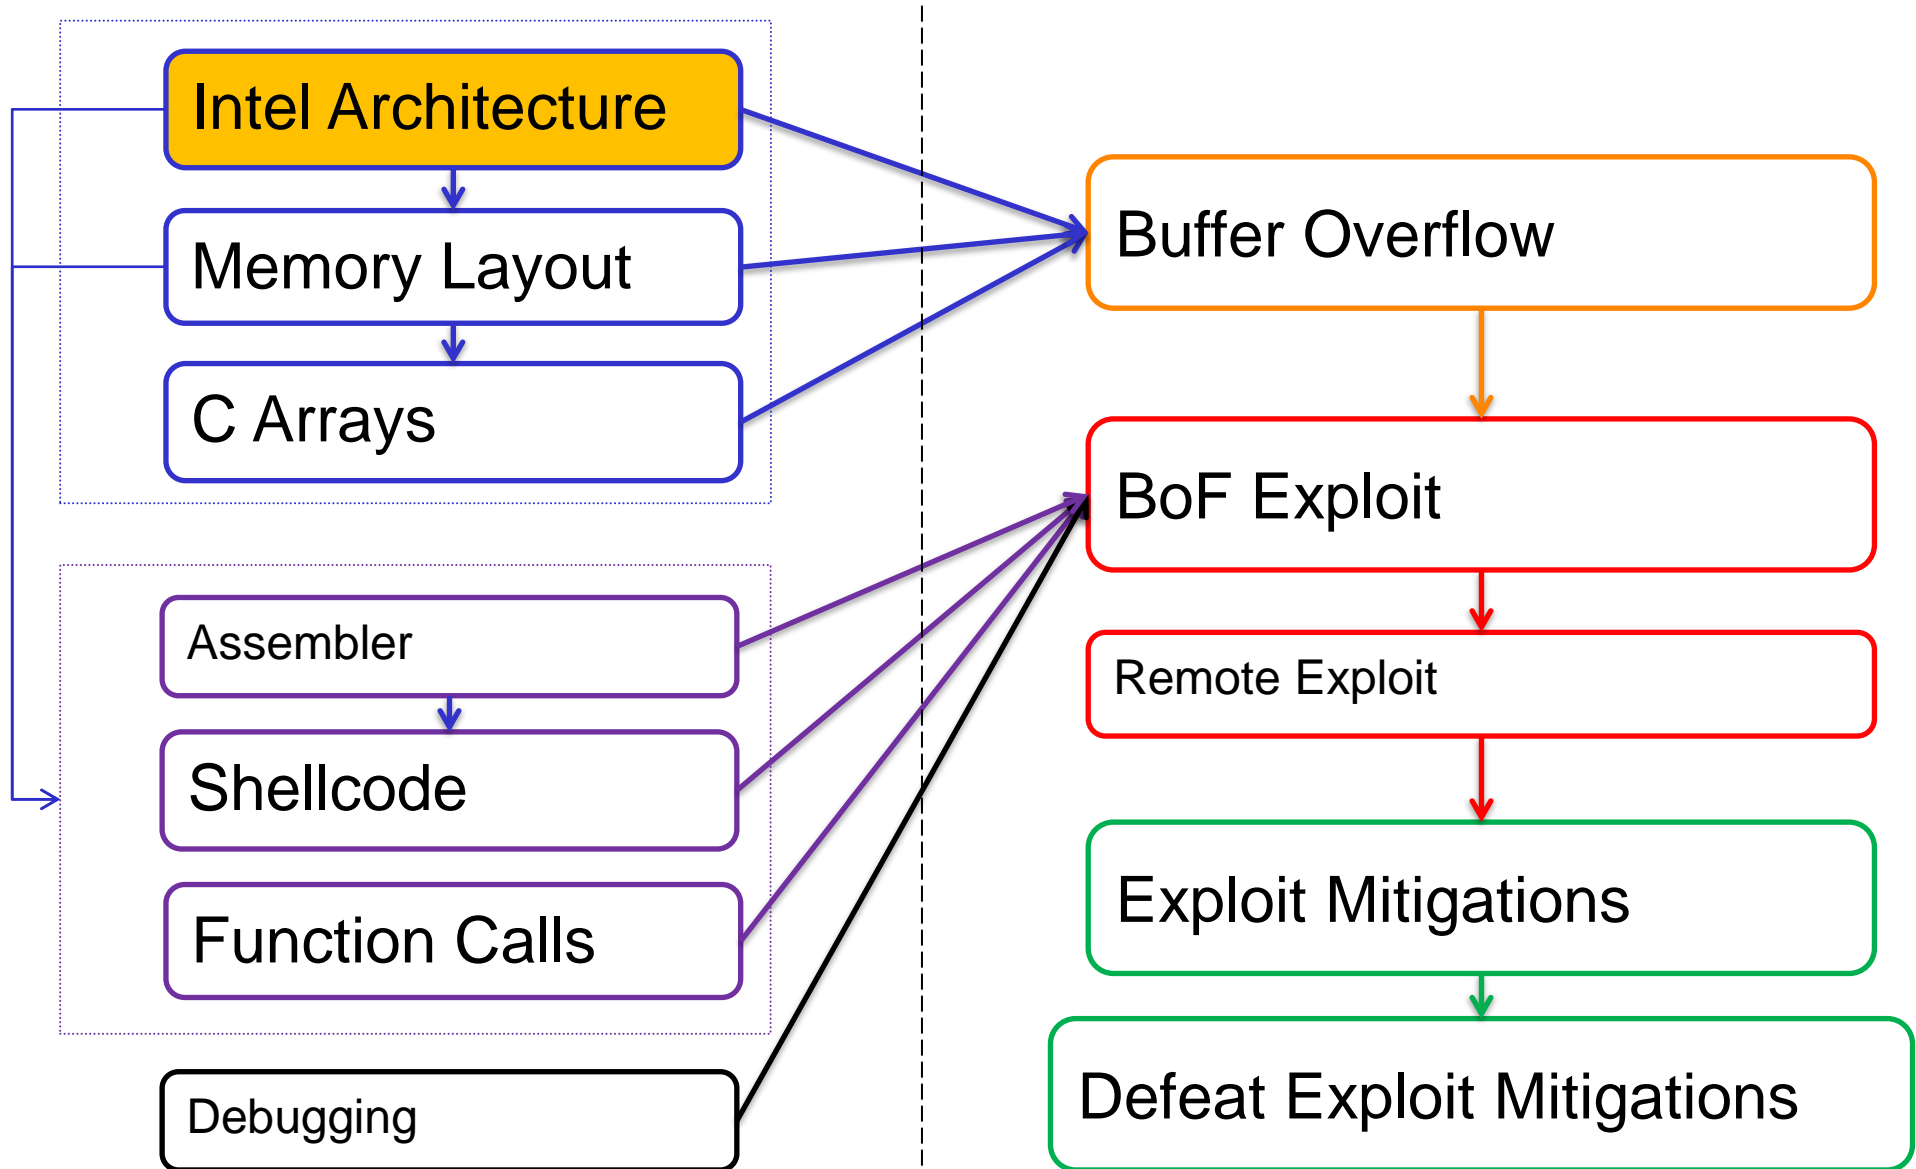 Intel Architecture
Memory Layout
C Arrays
Assembler
Shellcode
Function Calls
Debugging
Buffer Overflow
BoF Exploit
Remote Exploit
Exploit Mitigations
Defeat Exploit Mitigations